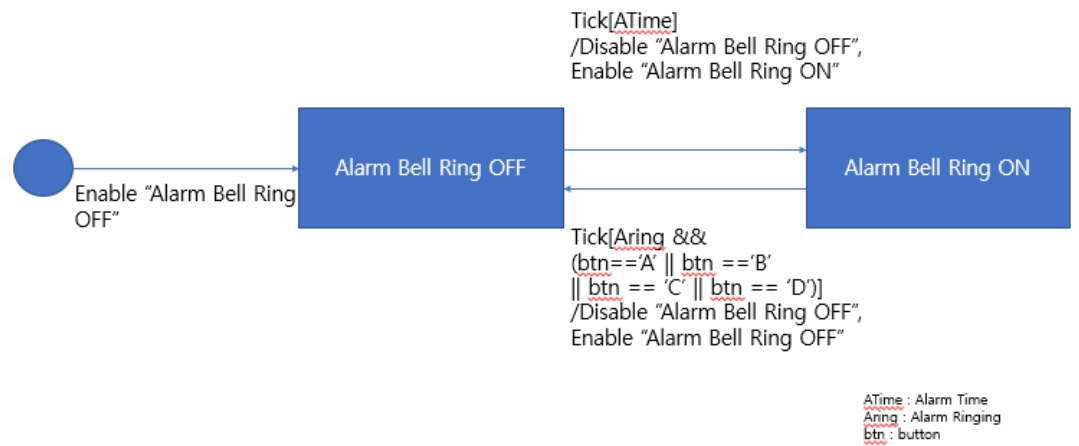 Tick[ATime]
/Disable “Alarm Bell Ring OFF”,
Enable “Alarm Bell Ring ON”
Alarm Bell Ring OFF
Alarm Bell Ring ON
Enable “Alarm Bell Ring
OFF”
Tick[Aring &&
(btn==‘A’ || btn ==‘B’
|| btn == ‘C’ || btn == ‘D’)]
/Disable “Alarm Bell Ring OFF”,
Enable “Alarm Bell Ring OFF”
ATime : Alarm Time
Aring : Alarm Ringing
btn : button